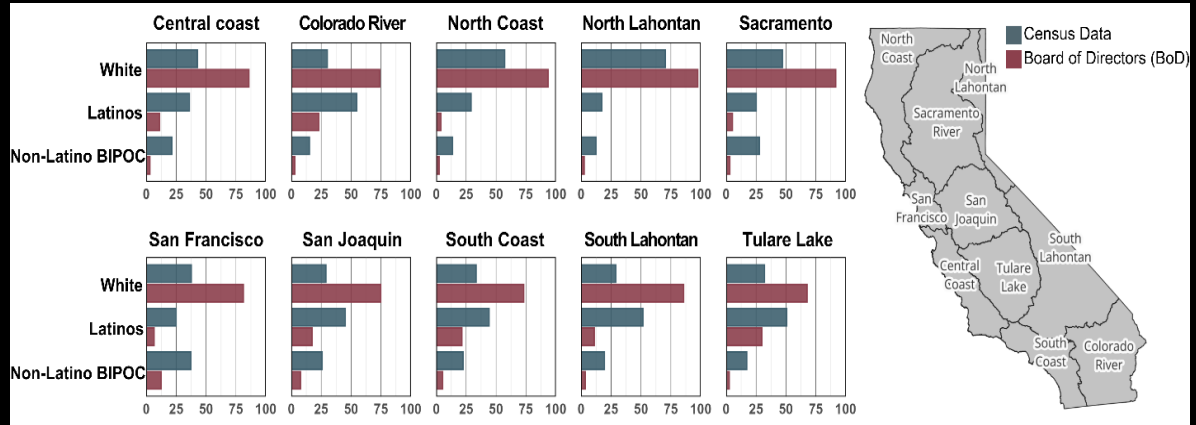 Central coast
Colorado River
North Coast
North Lahontan
Sacramento
White
Latinos
Non-Latino BIPOC
0 25 50 75 100
0 25 50 75 100
0 25 50 75 100
0 25 50 75 100
0 25 50 75 100
San Francisco
San Joaquin
South Coast
South Lahontan
Tulare Lake
White
Latinos
Non-Latino BIPOC
0 25 50 75 100
0 25 50 75 100
0 25 50 75 100
0 25 50 75 100
0 25 50 75 100
Census Data
Board of Directors (BoD)
North
Coast
North
Lahontan
Sacramento
River
San
Francisco
San
Joaquin
South
Lahontan
Central
Coast
Tulare
Lake
South
Coast
Colorado
River